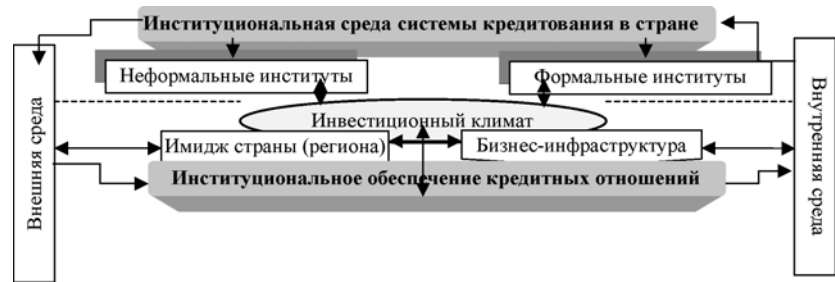 Институциональная среда системы кредитования в стране
Неформальные институты
Формальные институты
Инвестиционный климат
Имидж страны (региона)
Бизнес-инфраструктура
Институциональное обеспечение кредитных отношений
Внешняя среда
Внутренняя среда